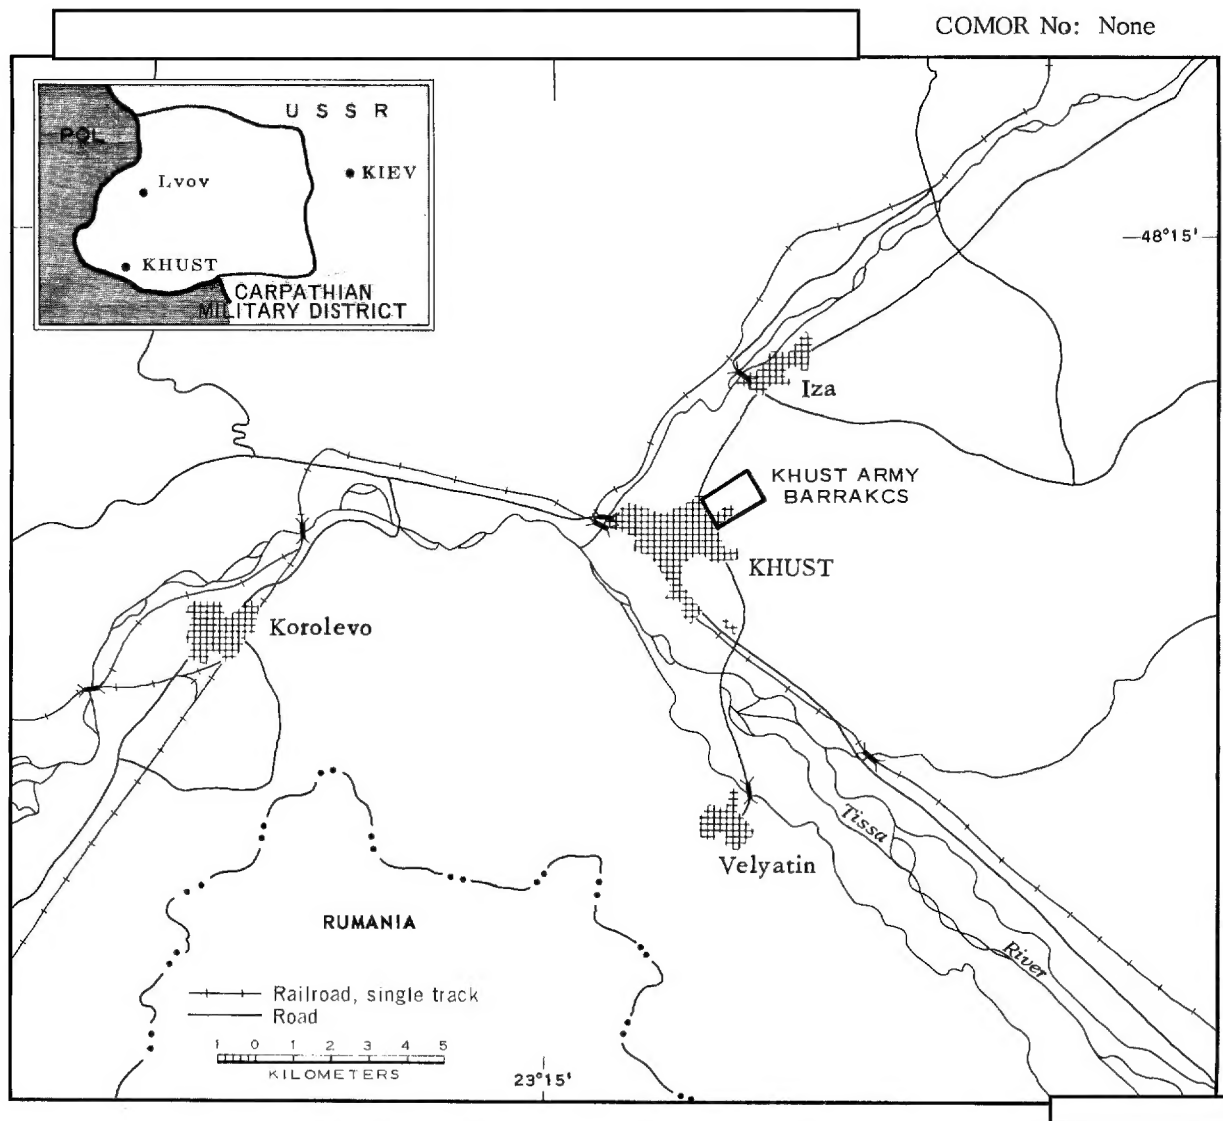 COMOR No: None
U S S R
POL
Lvov
KIEV
KHUST
CARPATHIAN
MILITARY DISTRICT
48°15'
Iza
KHUST ARMY
BARRAKCS
KHUST
Korolevo
Velyatin
Tissa
River
RUMANIA
Railroad, single track
Road
1 0 1 2 3 4 5
KILOMETERS
23°15'